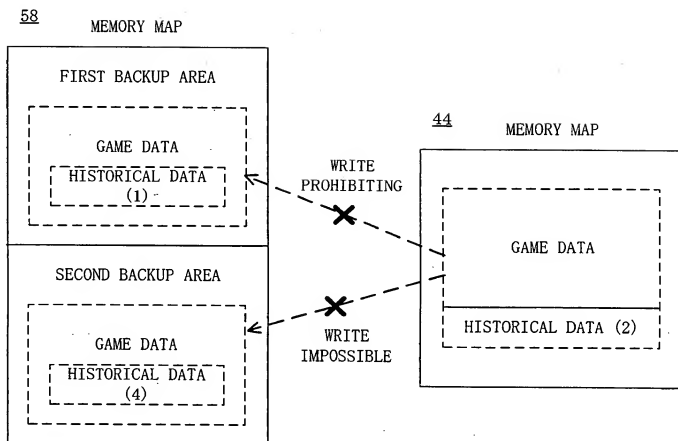 58
MEMORY MAP
FIRST BACKUP AREA
GAME DATA
HISTORICAL DATA
(1)
SECOND BACKUP AREA
GAME DATA
HISTORICAL DATA
(4)
WRITE
PROHIBITING
WRITE
IMPOSSIBLE
44
MEMORY MAP
GAME DATA
HISTORICAL DATA (2)